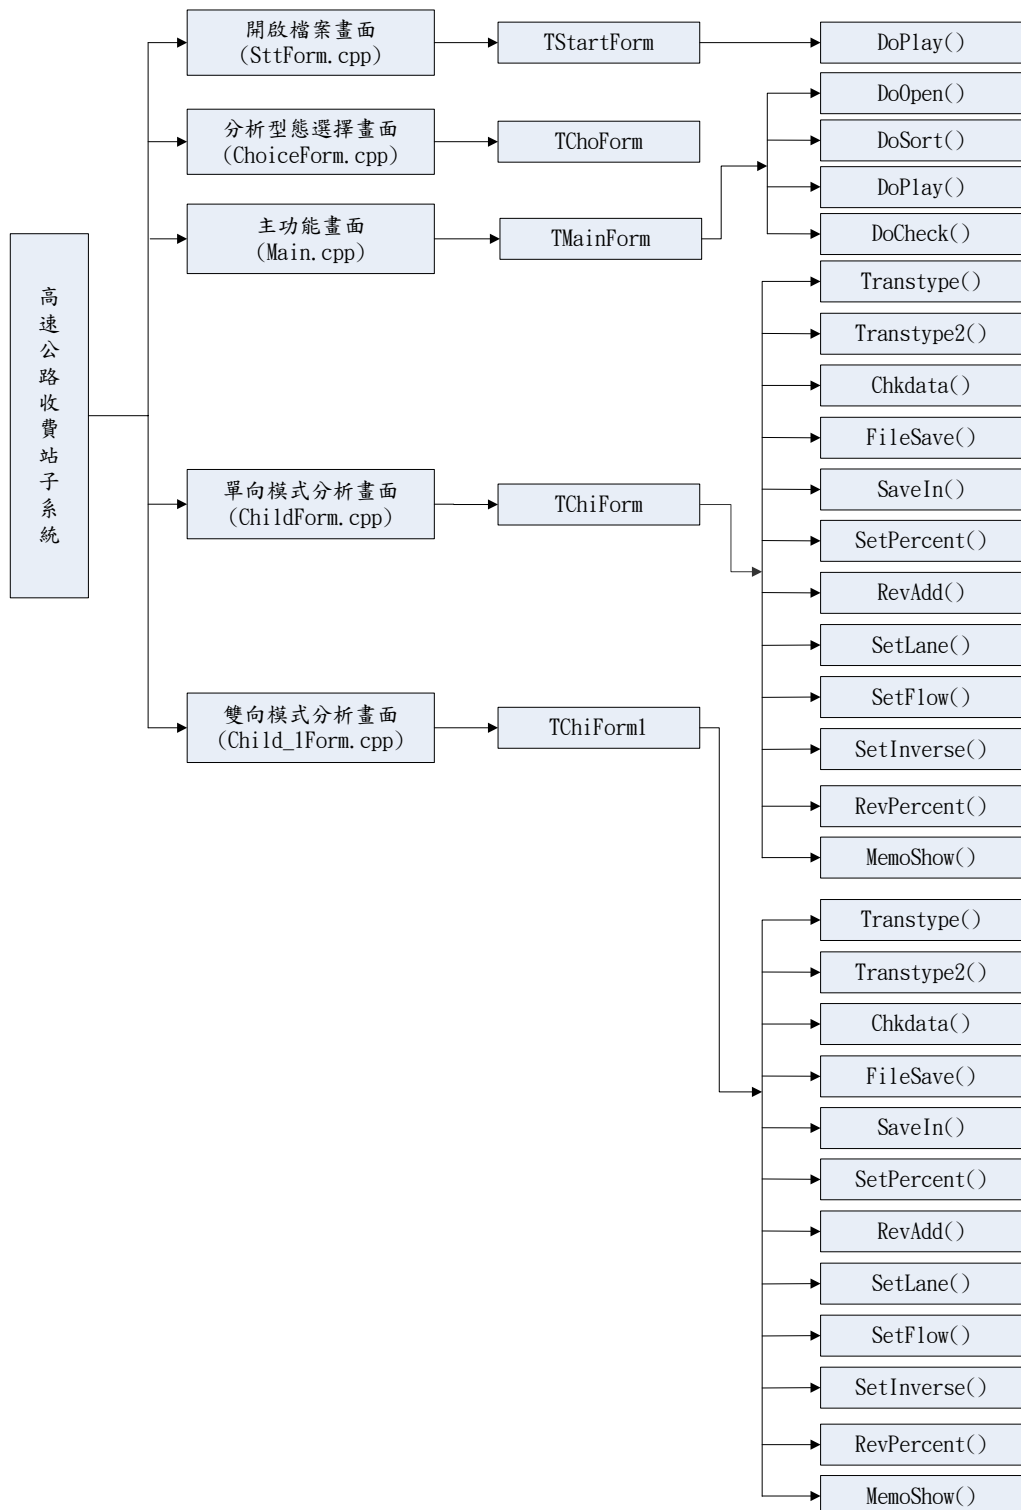 高速公路收費站子系統
開啟檔案畫面
(SttForm.cpp)
TStartForm
DoPlay()
分析型態選擇畫面
(ChoiceForm.cpp)
TChoForm
主功能畫面
(Main.cpp)
TMainForm
DoOpen()
DoSort()
DoPlay()
DoCheck()
單向模式分析畫面
(ChildForm.cpp)
TChiForm
Transtype()
Transtype2()
Chkdata()
FileSave()
SaveIn()
SetPercent()
RevAdd()
SetLane()
SetFlow()
SetInverse()
RevPercent()
MemoShow()
雙向模式分析畫面
(Child_1Form.cpp)
TChiForm1
Transtype()
Transtype2()
Chkdata()
FileSave()
SaveIn()
SetPercent()
RevAdd()
SetLane()
SetFlow()
SetInverse()
RevPercent()
MemoShow()